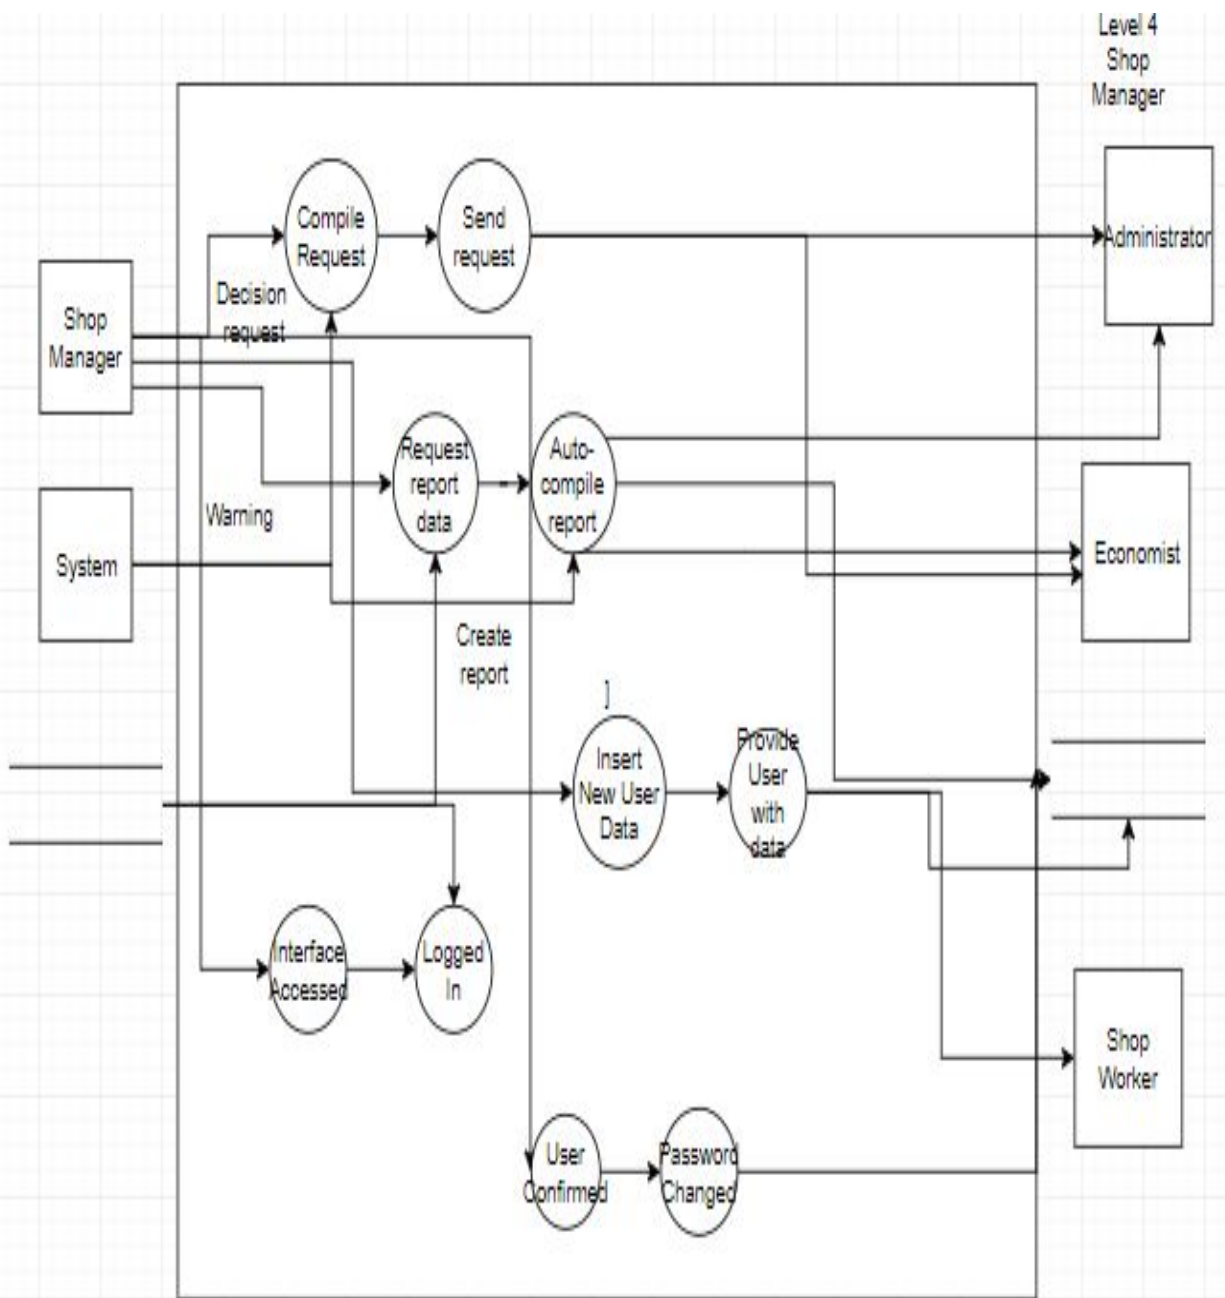 Level 4
Shop
Manager
Compile
Request
Send
request
Administrator
Decision
request
Shop
Manager
Request
report
data
Auto-
compile
report
Warning
System
Economist
Create
report
]
Insert
New User
Data
Provide
User
with
data
Interface
Accessed
Logged
In
Shop
Worker
User
Confirmed
Password
Changed